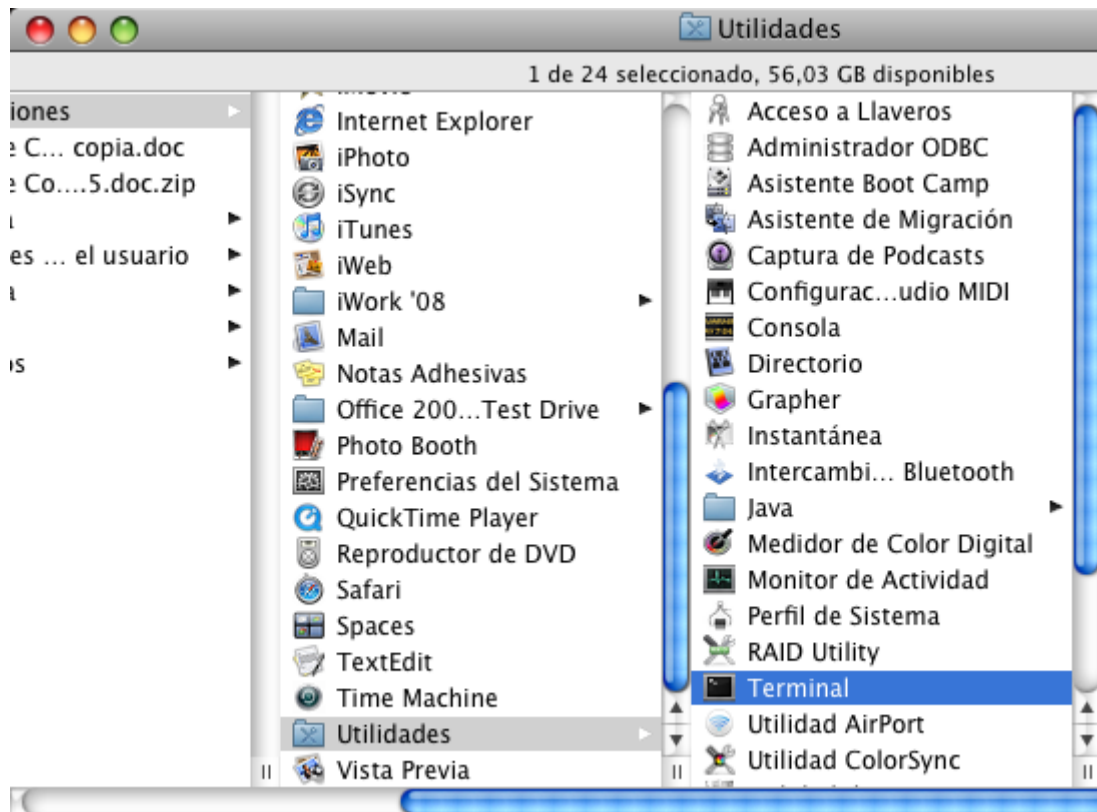 Utilidades
1 de 24 seleccionado, 56,03 GB disponibles
iones
e C... copia.doc
e Co....5.doc.zip
es ... el usuario
a
os
Internet Explorer
iPhoto
iSync
iTunes
iWeb
iWork '08
Mail
Notas Adhesivas
Office 200...Test Drive
Photo Booth
Preferencias del Sistema
QuickTime Player
Reproductor de DVD
Safari
Spaces
TextEdit
Time Machine
Utilidades
Vista Previa
Acceso a Llaveros
Administrador ODBC
Asistente Boot Camp
Asistente de Migración
Captura de Podcasts
Configurac...udio MIDI
Consola
Directorio
Grapher
Instantánea
Intercambi... Bluetooth
Java
Medidor de Color Digital
Monitor de Actividad
Perfil de Sistema
RAID Utility
Terminal
Utilidad AirPort
Utilidad ColorSync